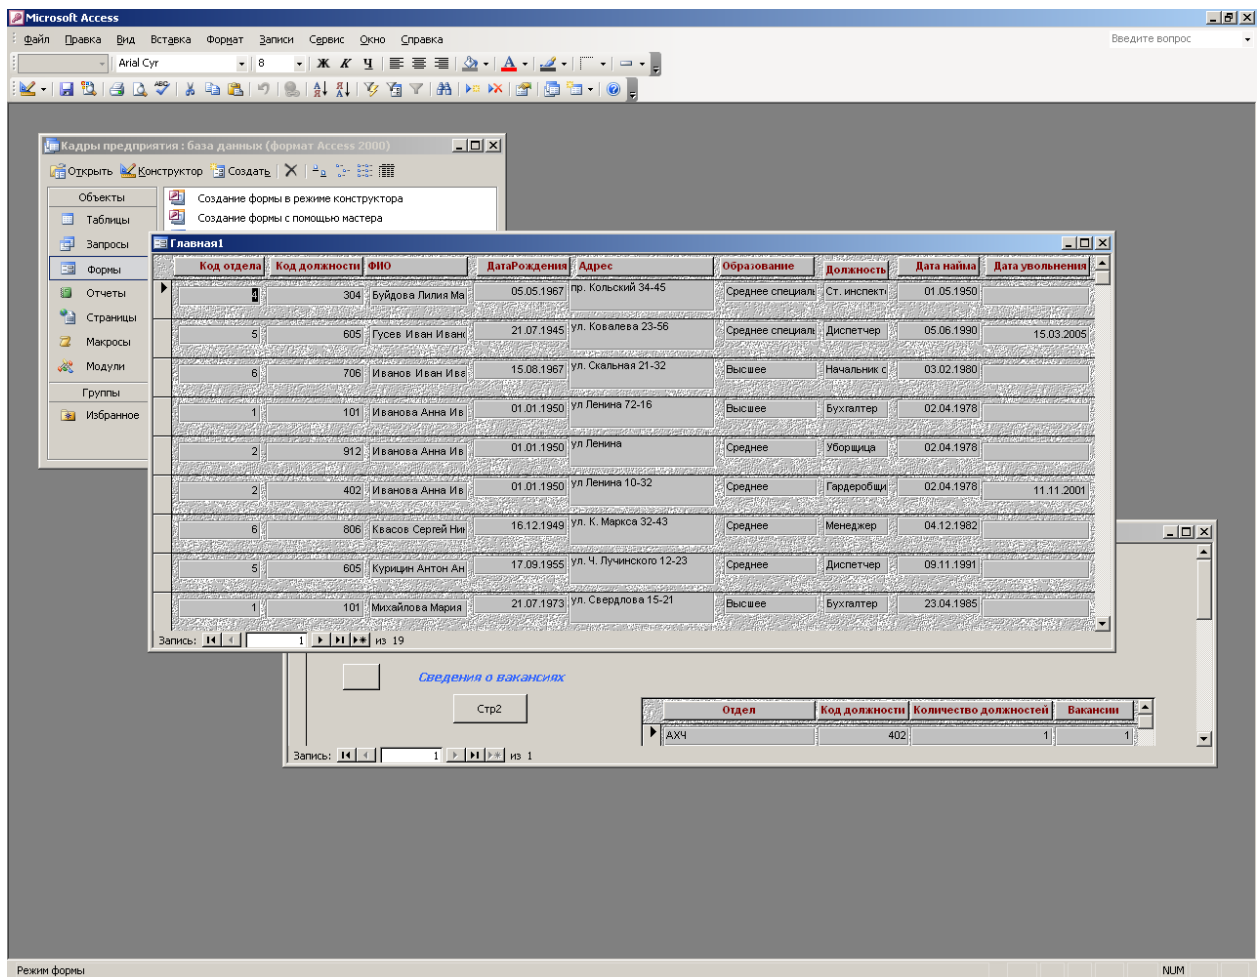 Microsoft Access
Файл Правка Вид Вставка Формат Записи Сервис Окно Справка Введите вопрос
Arial Cyr 8 Ж К Ч
Кадры предприятия : база данных (формат Access 2000)
Открыть Конструктор Создать
Объекты
Создание формы в режиме конструктора
Таблицы
Создание формы с помощью мастера
Запросы
Формы
Отчеты
Страницы
Макросы
Модули
Группы
Избранное
Главная1
Код отдела Код должности ФИО ДатаРождения Адрес Образование Должность Дата найма Дата увольнения
4 304 Буйдова Лилия Ма 05.05.1967 пр. Кольский 34-45 Среднее специаль Ст. инспекто 01.05.1950
5 605 Гусев Иван Ивано 21.07.1945 ул. Ковалева 23-56 Среднее специаль Диспетчер 05.06.1990 15.03.2005
6 706 Иванов Иван Ива 15.08.1967 ул. Скальная 21-32 Высшее Начальник с 03.02.1980
1 101 Иванова Анна Ив 01.01.1950 ул Ленина 72-16 Высшее Бухгалтер 02.04.1978
2 912 Иванова Анна Ив 01.01.1950 ул Ленина Среднее Уборщица 02.04.1978
2 402 Иванова Анна Ив 01.01.1950 ул Ленина 10-32 Среднее Гардеробщи 02.04.1978 11.11.2001
6 806 Квасов Сергей Ник 16.12.1949 ул. К. Маркса 32-43 Среднее Менеджер 04.12.1982
5 605 Курицин Антон Ан 17.09.1955 ул. Ч. Лучинского 12-23 Среднее Диспетчер 09.11.1991
1 101 Михайлова Мария 21.07.1973 ул. Свердлова 15-21 Высшее Бухгалтер 23.04.1985
Запись: 1 из 19
Сведения о вакансиях
Стр2
Отдел Код должности Количество должностей Вакансии
АХЧ 402 1 1
Запись: 1 из 1
Режим формы NUM